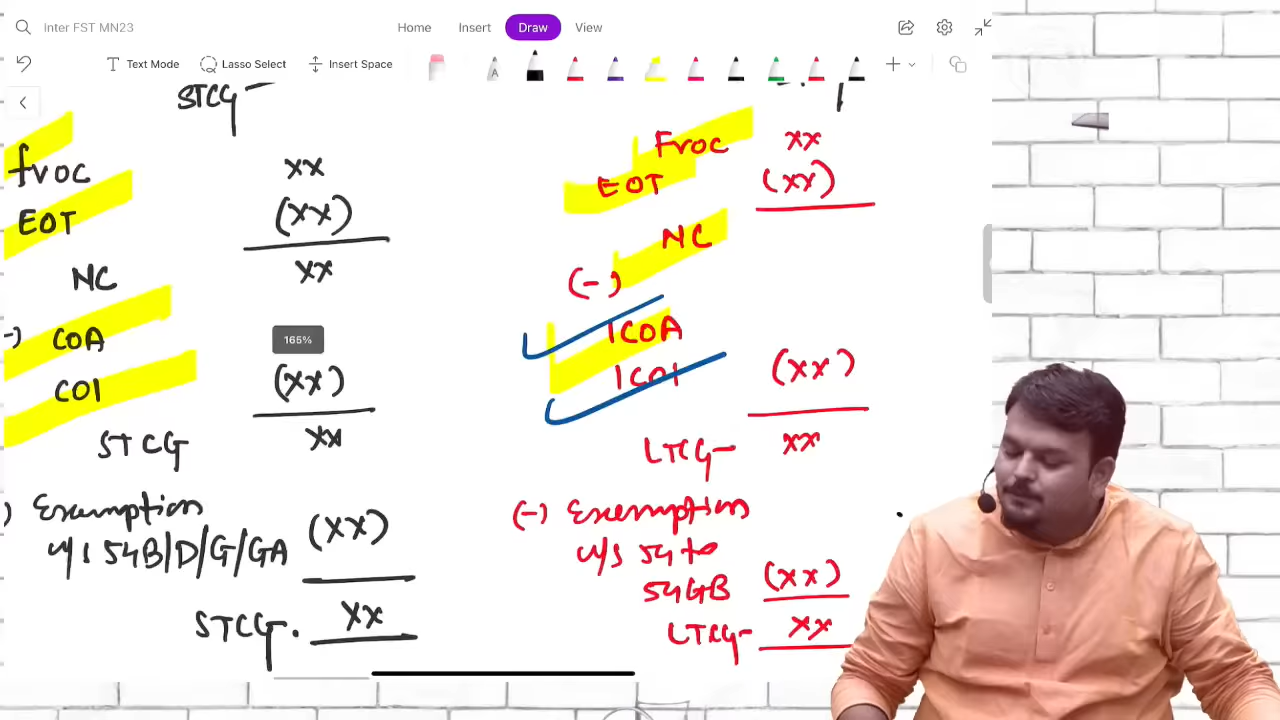 Inter FST MN23
Home Insert Draw View
Text Mode Lasso Select Insert Space
STCG
FVOC XX
EOT (XX)
NC XX
(-) COA
COI (XX)
STCG XX
Exemption
u/s 54B/D/G/GA (XX)
STCG. XX
165%
FVOC XX
EOT (XX)
NC
(-)
ICOA
ICOI (XX)
LTCG XX
(-) Exemption
u/s 54 to
54GB (XX)
LTCG XX